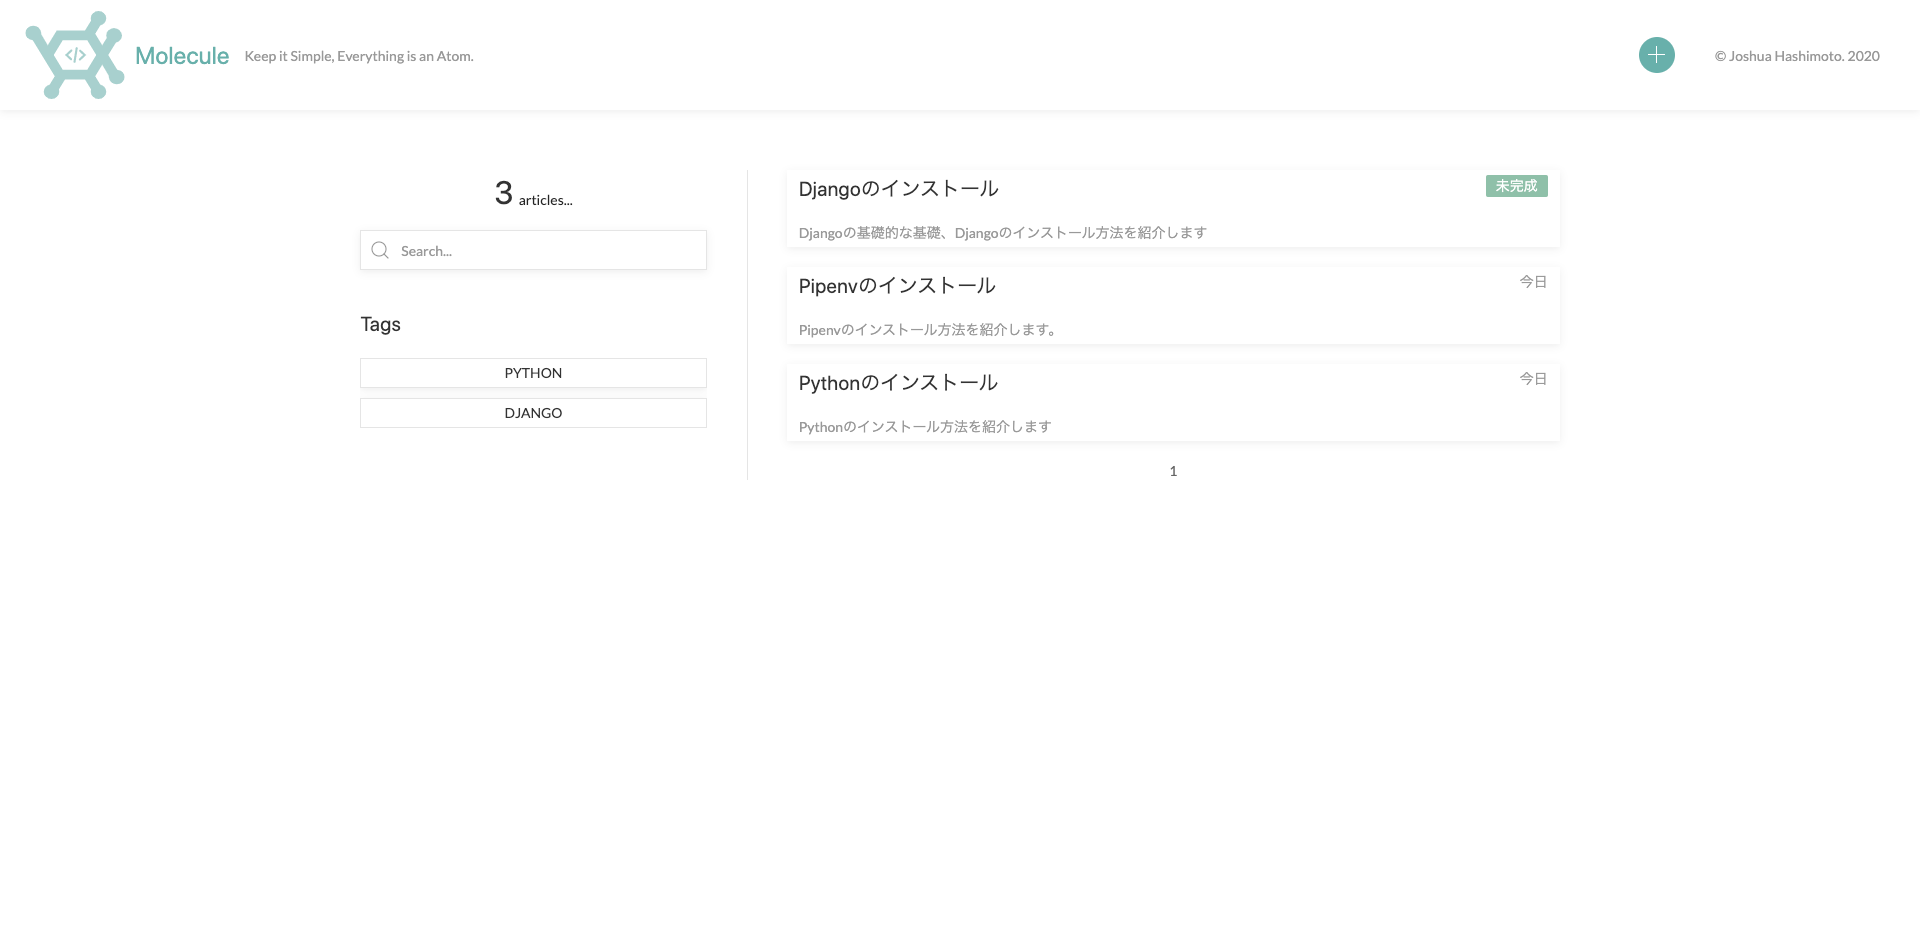 </>
Molecule
Keep it Simple, Everything is an Atom.
© Joshua Hashimoto. 2020
3 articles...
Search...
Tags
PYTHON
DJANGO
Djangoのインストール
未完成
Djangoの基礎的な基礎、Djangoのインストール方法を紹介します
Pipenvのインストール
今日
Pipenvのインストール方法を紹介します。
Pythonのインストール
今日
Pythonのインストール方法を紹介します
1